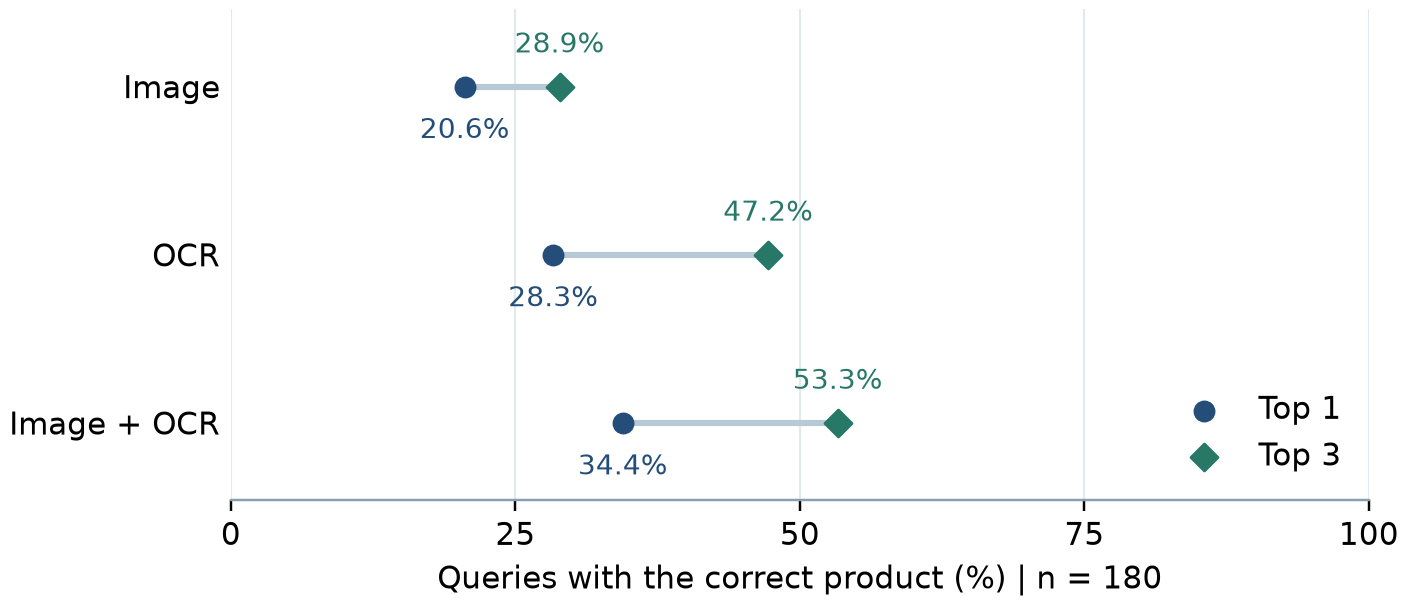 28.9%
Image
20.6%
47.2%
OCR
28.3%
53.3%
Image + OCR
34.4%
Top 1
Top 3
0 25 50 75 100
Queries with the correct product (%) | n = 180